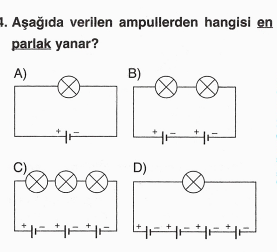 4. Aşağıda verilen ampullerden hangisi en
parlak yanar?
A)
B)
+ −
+ − + −
C)
D)
+ − + − + −
+ − + − + − + −